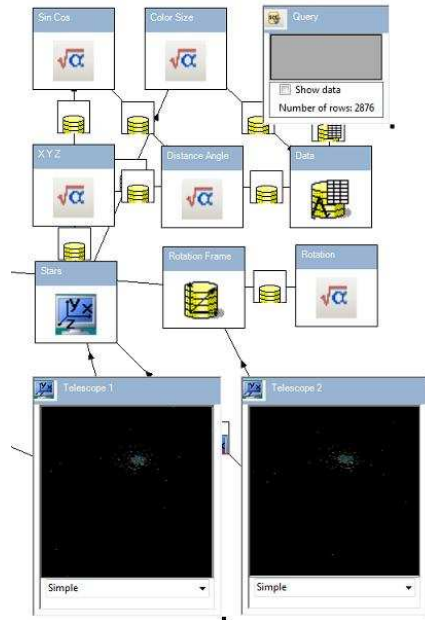 Sin Cos
Color Size
Query
Show data
Number of rows: 2876
X Y Z
Distance Angle
Data
Stars
Rotation Frame
Rotation
Telescope 1
Telescope 2
Simple
Simple